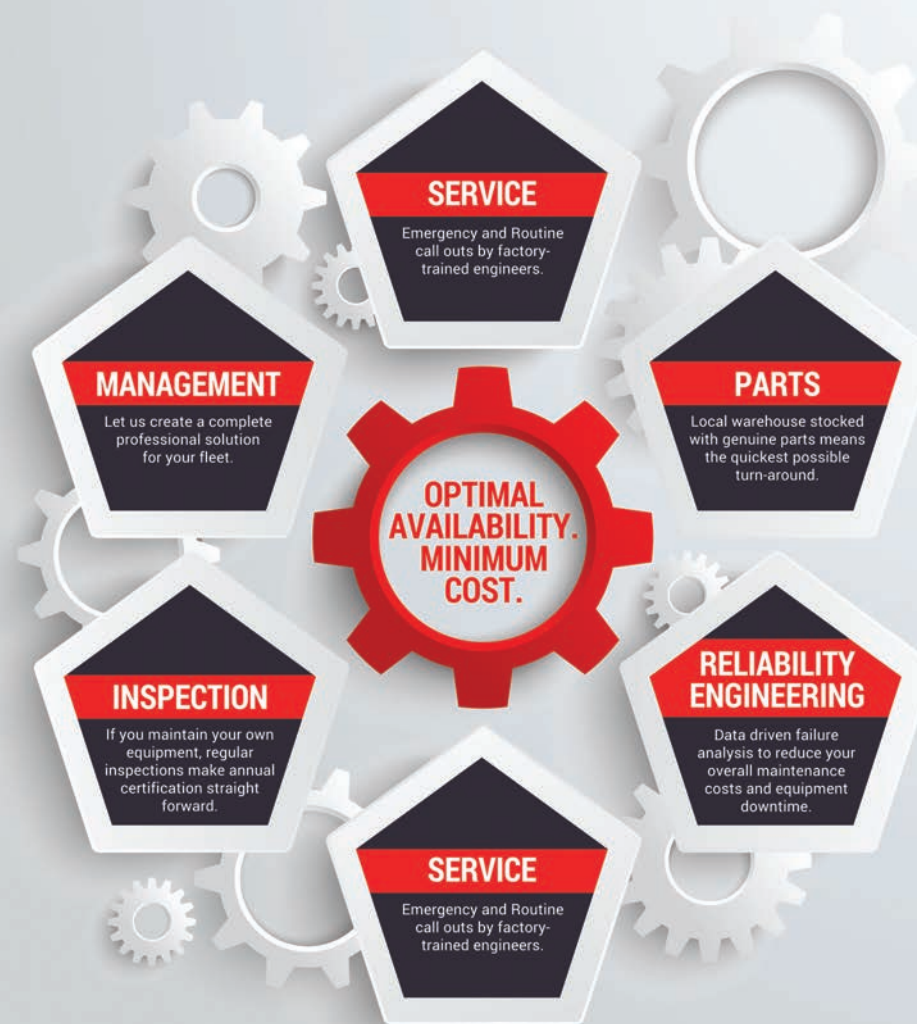 SERVICE
Emergency and Routine
call outs by factory-
trained engineers.
MANAGEMENT
Let us create a complete
professional solution
for your fleet.
PARTS
Local warehouse stocked
with genuine parts means
the quickest possible
turn-around.
OPTIMAL
AVAILABILITY.
MINIMUM
COST.
INSPECTION
If you maintain your own
equipment, regular
inspections make annual
certification straight
forward.
RELIABILITY
ENGINEERING
Data driven failure
analysis to reduce your
overall maintenance
costs and equipment
downtime.
SERVICE
Emergency and Routine
call outs by factory-
trained engineers.